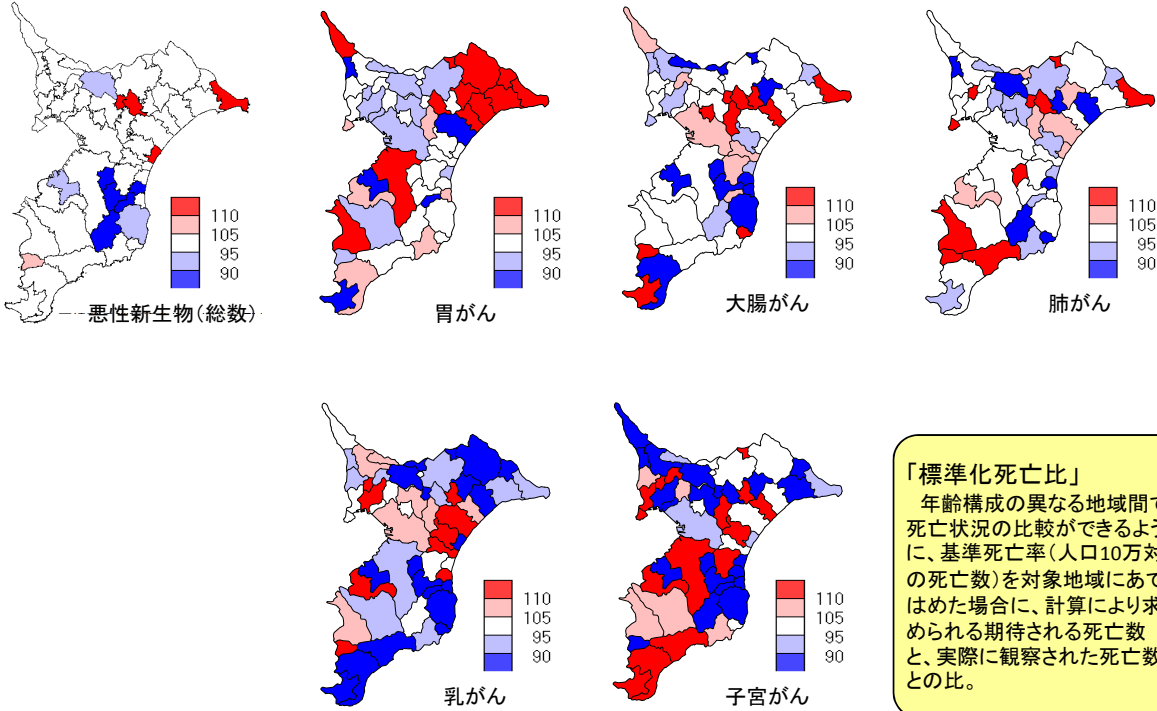 110
105
95
90
悪性新生物(総数)
110
105
95
90
胃がん
110
105
95
90
大腸がん
110
105
95
90
肺がん
110
105
95
90
乳がん
110
105
95
90
子宮がん
「標準化死亡比」
年齢構成の異なる地域間で
死亡状況の比較ができるよう
に、基準死亡率(人口10万対
の死亡数)を対象地域にあて
はめた場合に、計算により求
められる期待される死亡数
と、実際に観察された死亡数
との比。